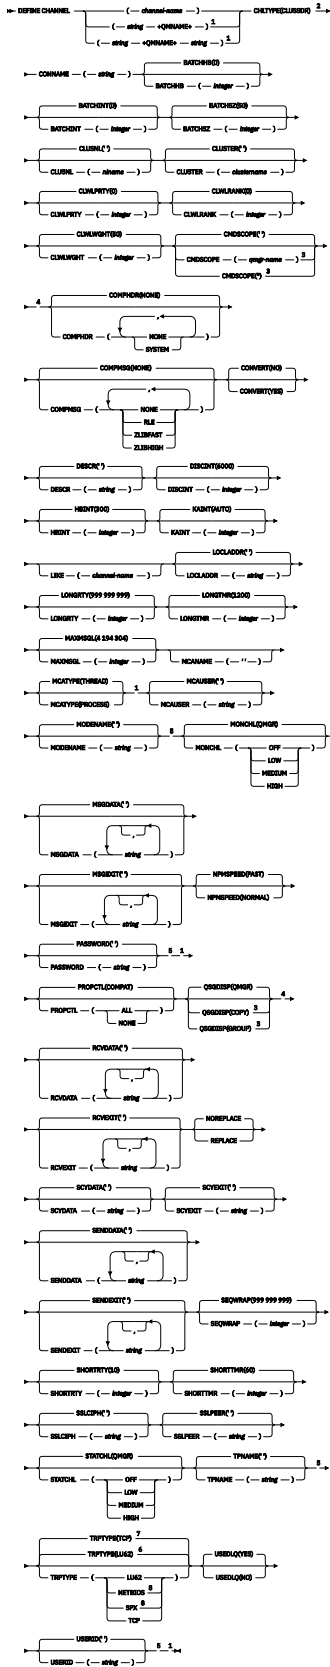 DEFINE CHANNEL ( channel-name ) CHLTYPE(CLUSSDR) 2
( string +QMNAME+ ) 1
( string +QMNAME+ string ) 1
BATCHHB(0)
CONNAME ( string ) BATCHHB ( integer )
BATCHINT(0) BATCHSZ(50)
BATCHINT ( integer ) BATCHSZ ( integer )
CLUSNL(' ') CLUSTER(' ')
CLUSNL ( nlname ) CLUSTER ( clustername )
CLWLPRTY(0) CLWLRANK(0)
CLWLPRTY ( integer ) CLWLRANK ( integer )
CLWLWGHT(50) CMDSCOPE(' ')
CLWLWGHT ( integer ) CMDSCOPE ( qmgr-name ) 3
CMDSCOPE(*) 3
4 COMPHDR(NONE)
,
COMPHDR ( NONE )
SYSTEM
COMPMSG(NONE) CONVERT(NO)
, CONVERT(YES)
COMPMSG ( NONE )
RLE
ZLIBFAST
ZLIBHIGH
DESCR(' ') DISCINT(6000)
DESCR ( string ) DISCINT ( integer )
HBINT(300) KAINT(AUTO)
HBINT ( integer ) KAINT ( integer )
LOCLADDR(' ')
LIKE ( channel-name ) LOCLADDR ( string )
LONGRTY(999 999 999) LONGTMR(1200)
LONGRTY ( integer ) LONGTMR ( integer )
MAXMSGL(4 194 304)
MAXMSGL ( integer ) MCANAME ( ' ' )
MCATYPE(THREAD) 1 MCAUSER(' ')
MCATYPE(PROCESS) MCAUSER ( string )
MODENAME(' ') 5 MONCHL(QMGR)
MODENAME ( string ) MONCHL ( OFF )
LOW
MEDIUM
HIGH
MSGDATA(' ')
,
MSGDATA ( string )
MSGEXIT(' ') NPMSPEED(FAST)
, NPMSPEED(NORMAL)
MSGEXIT ( string )
PASSWORD(' ') 5 1
PASSWORD ( string )
PROPCTL(COMPAT) QSGDISP(QMGR) 4
PROPCTL ( ALL ) QSGDISP(COPY) 3
NONE QSGDISP(GROUP) 3
RCVDATA(' ')
,
RCVDATA ( string )
RCVEXIT(' ') NOREPLACE
, REPLACE
RCVEXIT ( string )
SCYDATA(' ') SCYEXIT(' ')
SCYDATA ( string ) SCYEXIT ( string )
SENDDATA(' ')
,
SENDDATA ( string )
SENDEXIT(' ') SEQWRAP(999 999 999)
, SEQWRAP ( integer )
SENDEXIT ( string )
SHORTRTY(10) SHORTTMR(60)
SHORTRTY ( integer ) SHORTTMR ( integer )
SSLCIPH(' ') SSLPEER(' ')
SSLCIPH ( string ) SSLPEER ( string )
STATCHL(QMGR) TPNAME(' ') 5
STATCHL ( OFF ) TPNAME ( string )
LOW
MEDIUM
HIGH
TRPTYPE(TCP) 7
TRPTYPE(LU62) 6 USEDLQ(YES)
TRPTYPE ( LU62 ) USEDLQ(NO)
NETBIOS 8
SPX 8
TCP
USERID(' ') 5 1
USERID ( string )